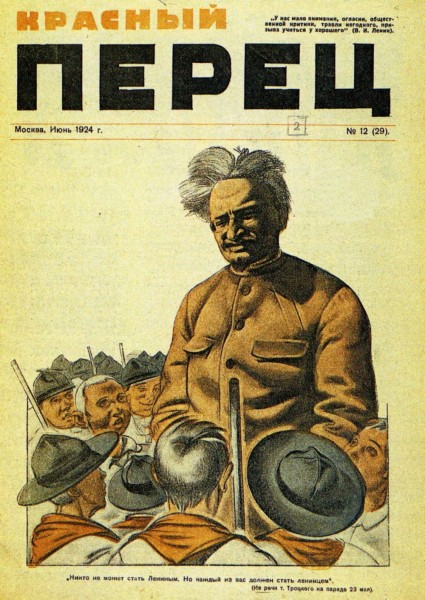 КРАСНЫЙ
„У нас мало внимания, огласки, общест-
венной критики, травли негодного, при-
зыва учиться у хорошего“ (В. И. Ленин).
ПЕРЕЦ
Москва, Июнь 1924 г.
2
№ 12 (29).
„Никто не может стать Лениным. Но каждый из вас должен стать ленинцем“.
(Из речи т. Троцкого на параде 23 мая).